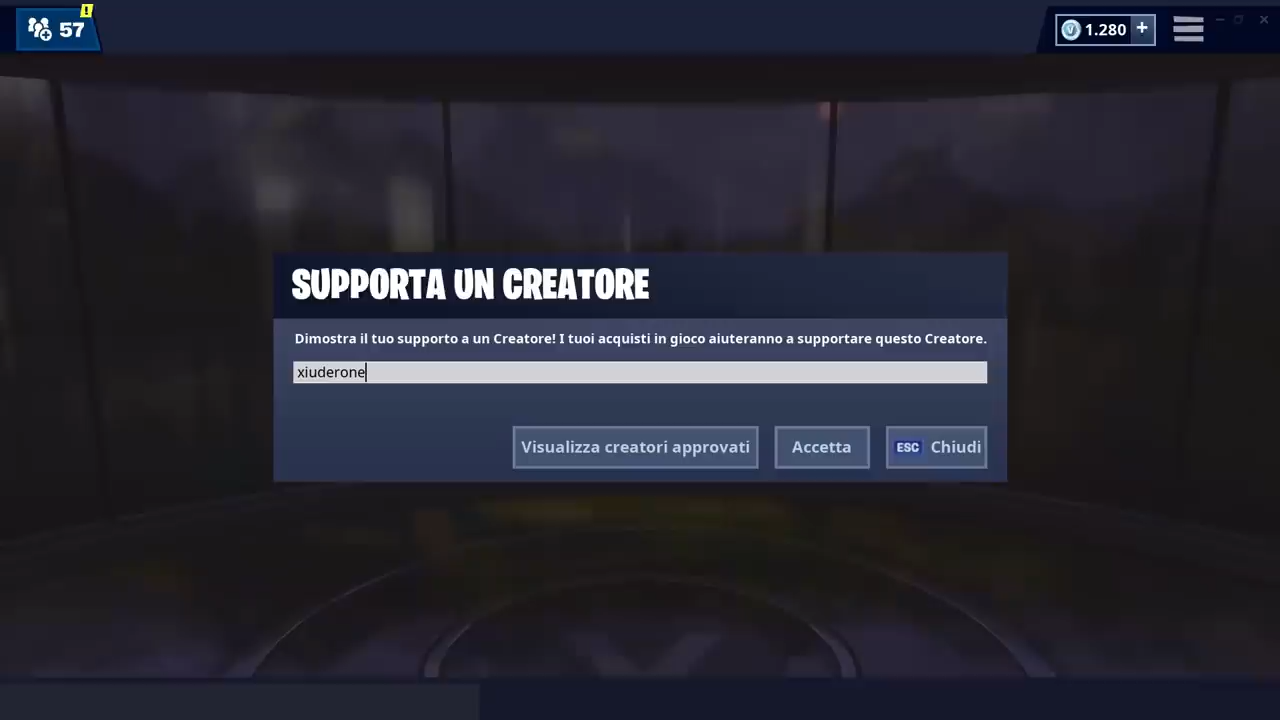 57
!
1.280 +
SUPPORTA UN CREATORE
Dimostra il tuo supporto a un Creatore! I tuoi acquisti in gioco aiuteranno a supportare questo Creatore.
xiuderone
Visualizza creatori approvati
Accetta
ESC Chiudi